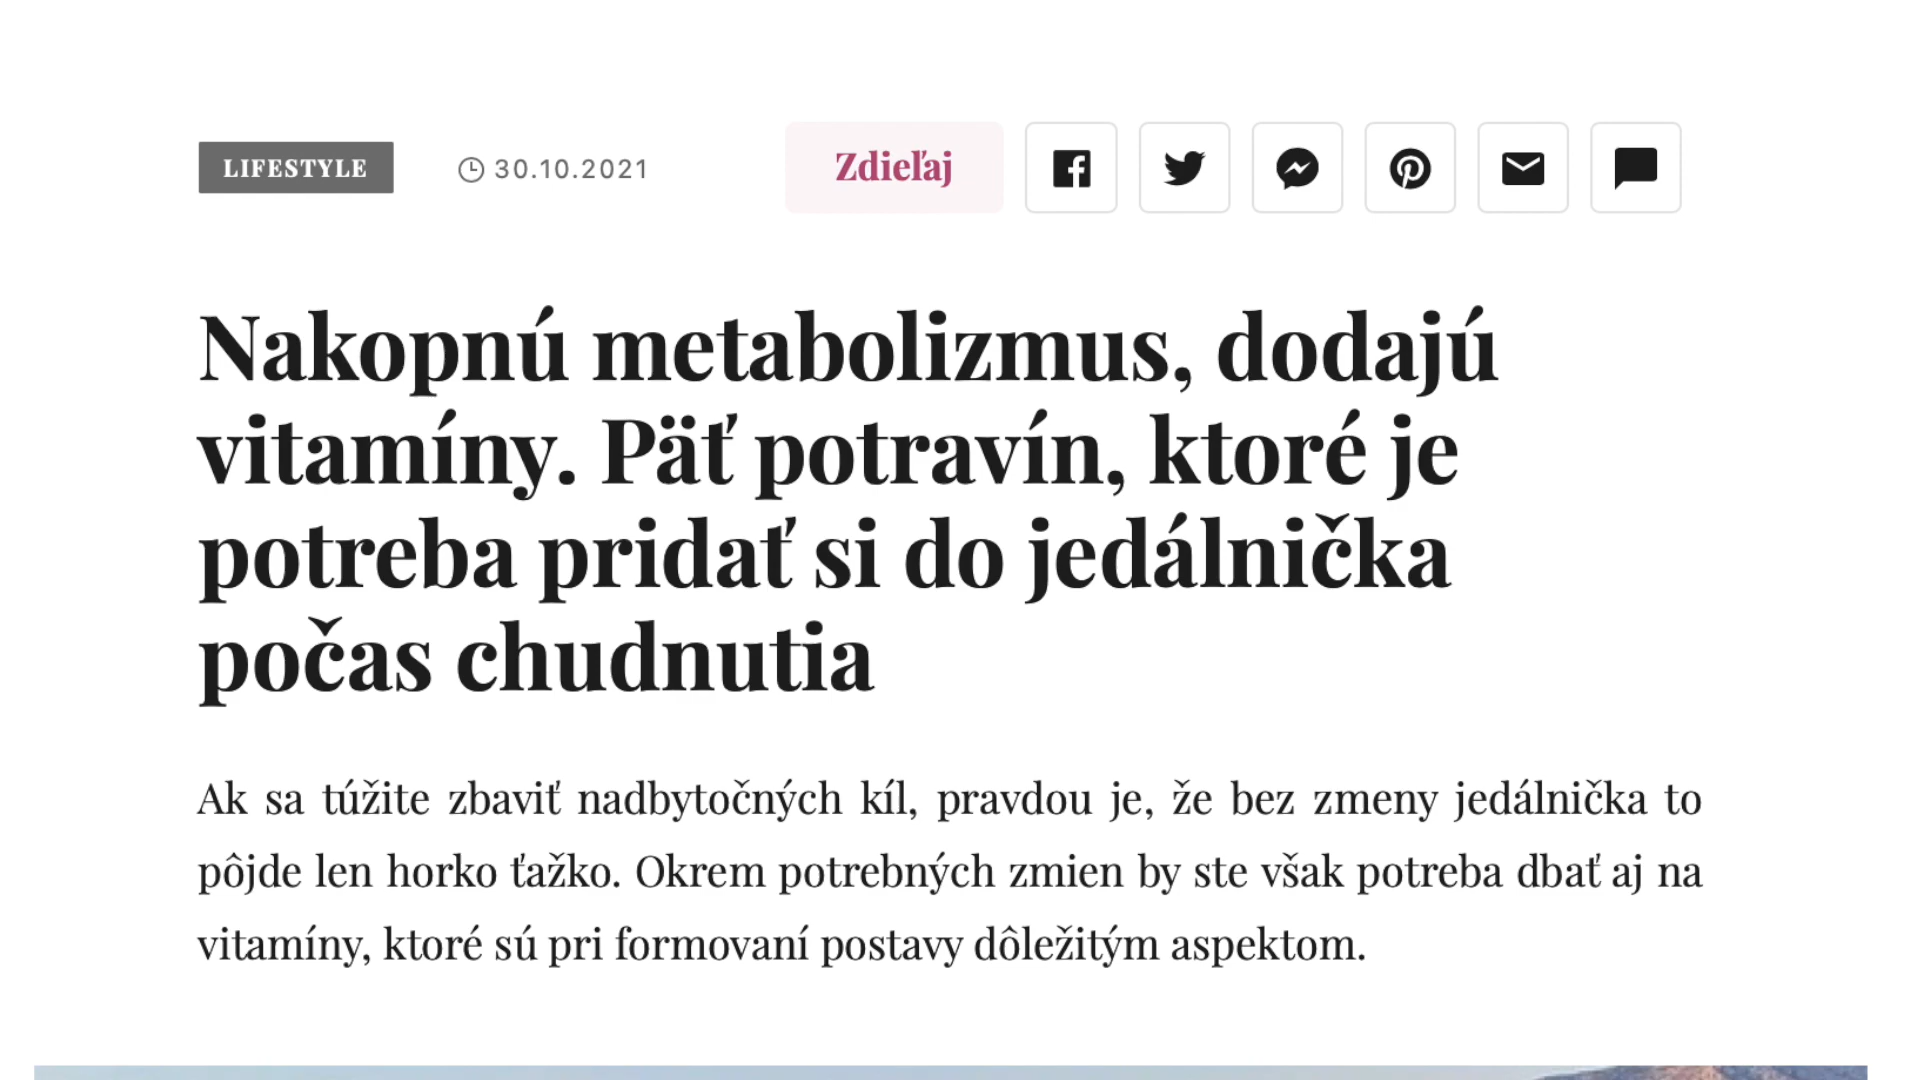 LIFESTYLE 30.10.2021 Zdieľaj
Nakopnú metabolizmus, dodajú
vitamíny. Päť potravín, ktoré je
potreba pridať si do jedálnička
počas chudnutia
Ak sa túžite zbaviť nadbytočných kíl, pravdou je, že bez zmeny jedálnička to
pôjde len horko ťažko. Okrem potrebných zmien by ste však potreba dbať aj na
vitamíny, ktoré sú pri formovaní postavy dôležitým aspektom.